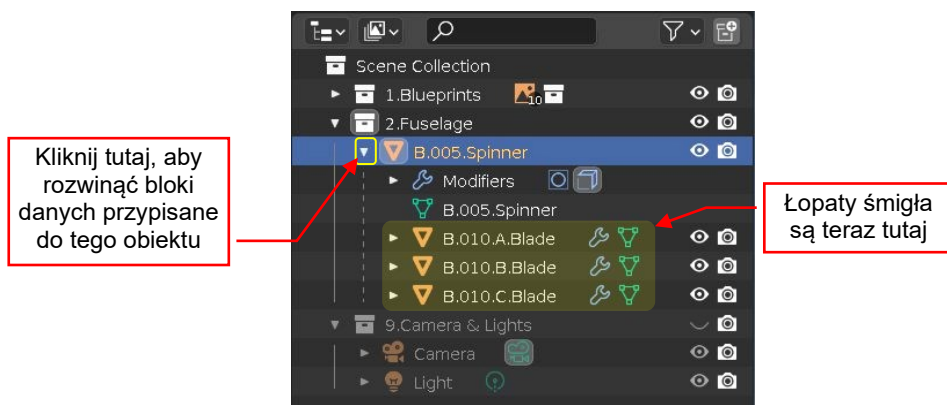 Scene Collection
1.Blueprints 10
2.Fuselage
B.005.Spinner
Modifiers
B.005.Spinner
B.010.A.Blade
B.010.B.Blade
B.010.C.Blade
9.Camera & Lights
Camera
Light
Kliknij tutaj, aby
rozwinąć bloki
danych przypisane
do tego obiektu
Łopaty śmigła
są teraz tutaj